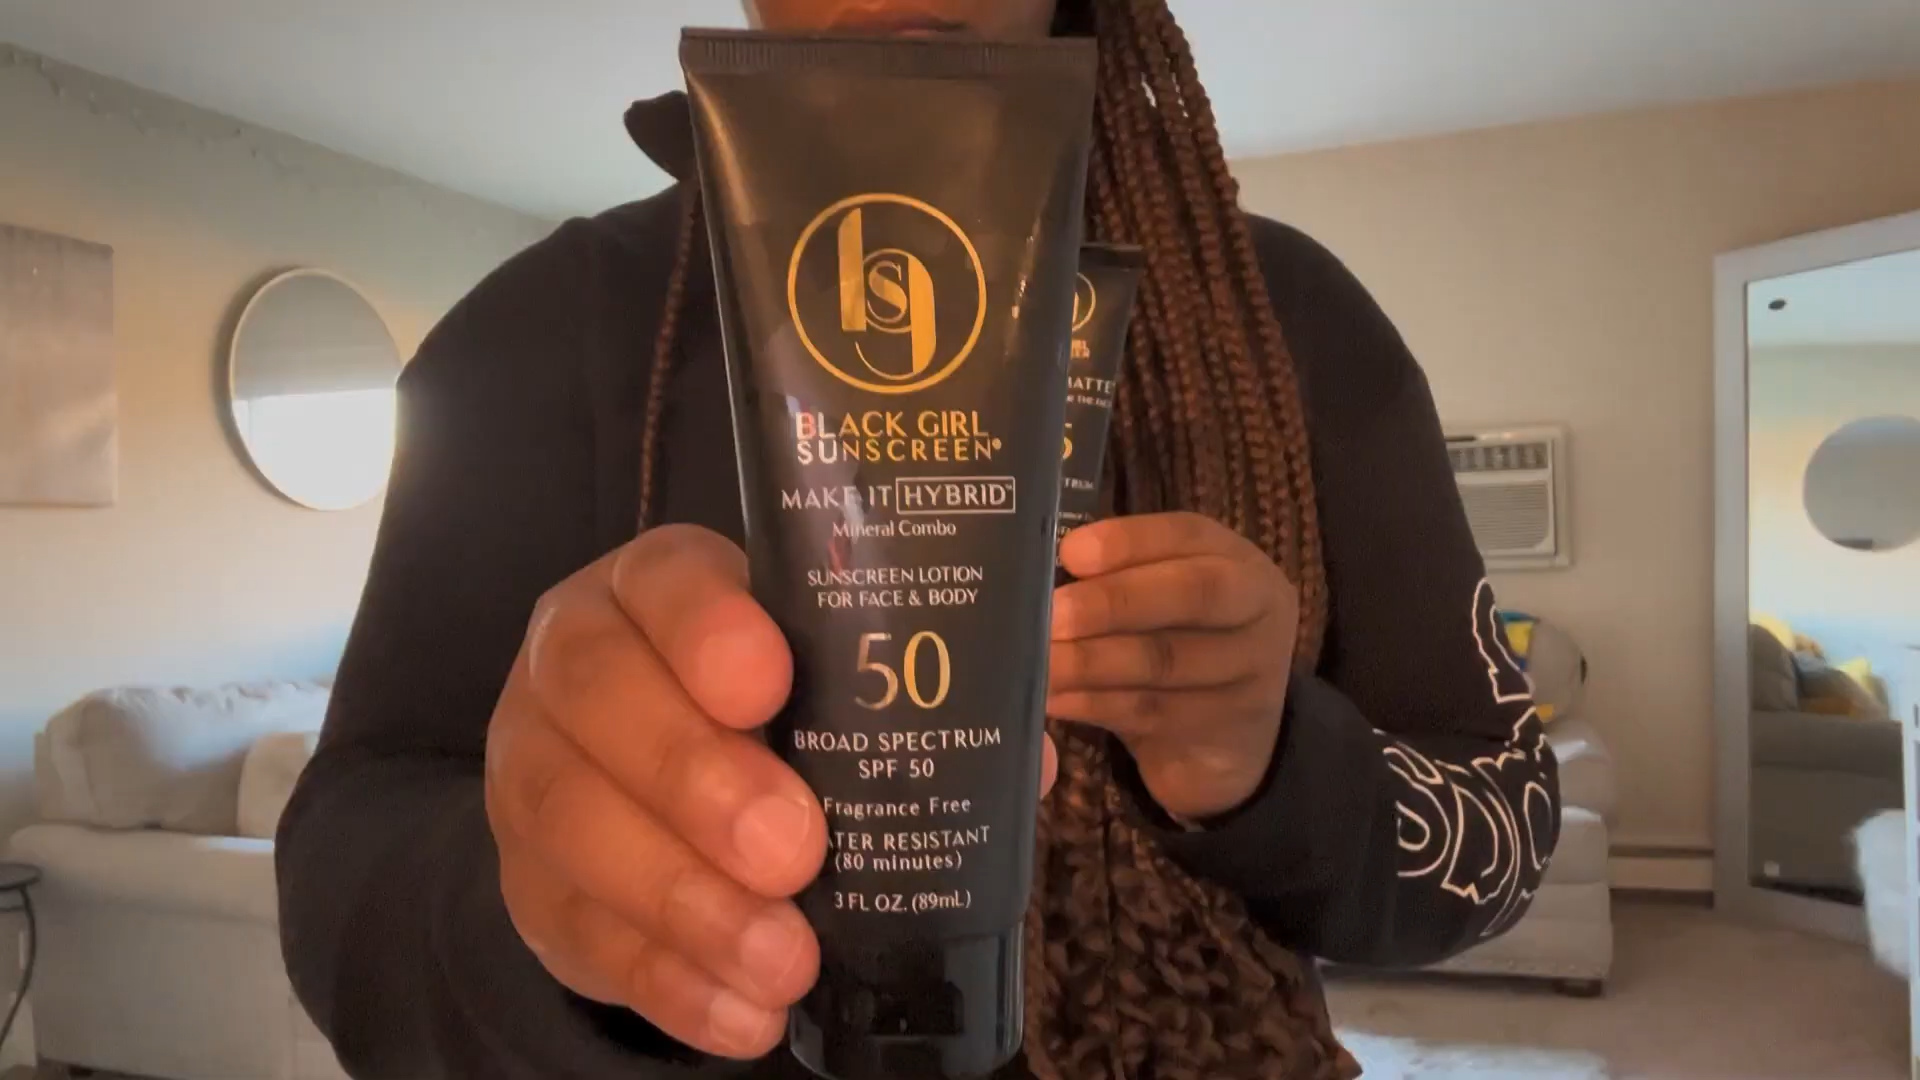 BLACK GIRL
SUNSCREEN®
MAKE IT HYBRID™
Mineral Combo
SUNSCREEN LOTION
FOR FACE & BODY
50
BROAD SPECTRUM
SPF 50
Fragrance Free
RESISTANT
(80 minutes)
3 FL OZ. (89mL)